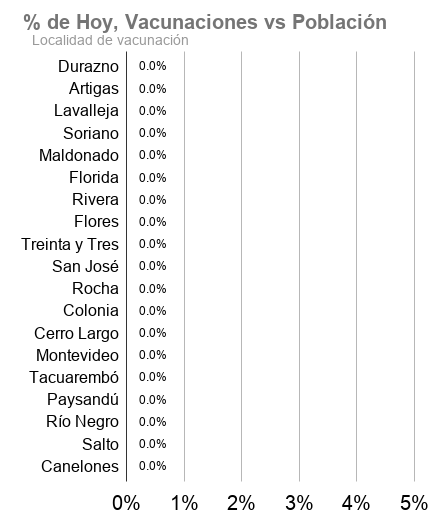 % de Hoy, Vacunaciones vs Población
Localidad de vacunación
Durazno 0.0%
Artigas 0.0%
Lavalleja 0.0%
Soriano 0.0%
Maldonado 0.0%
Florida 0.0%
Rivera 0.0%
Flores 0.0%
Treinta y Tres 0.0%
San José 0.0%
Rocha 0.0%
Colonia 0.0%
Cerro Largo 0.0%
Montevideo 0.0%
Tacuarembó 0.0%
Paysandú 0.0%
Río Negro 0.0%
Salto 0.0%
Canelones 0.0%
0% 1% 2% 3% 4% 5%